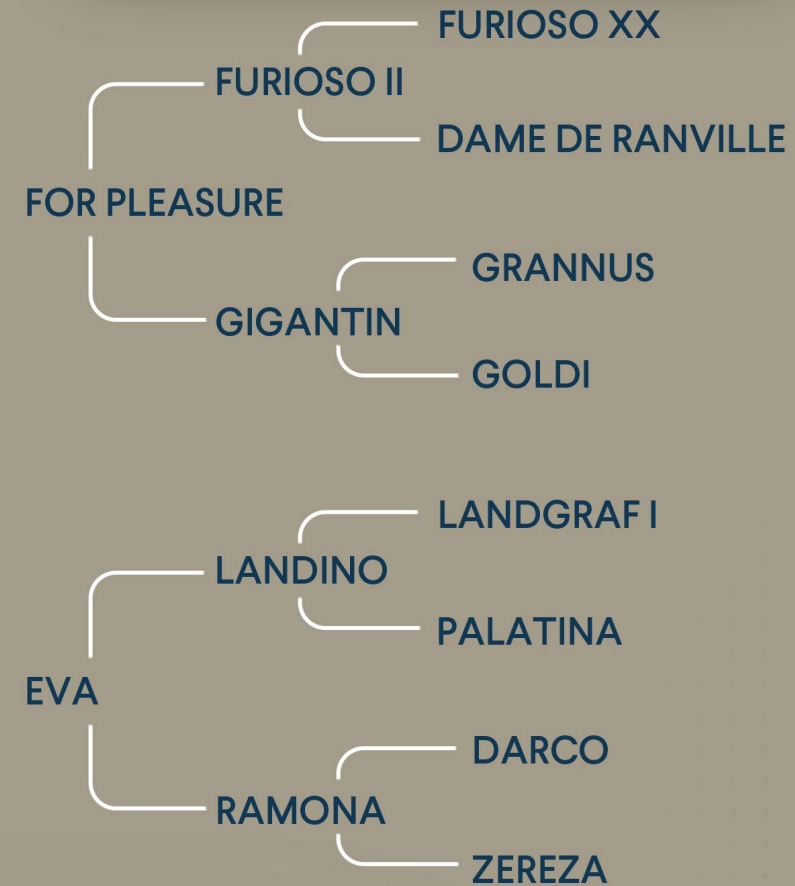 FURIOSO XX
FURIOSO II
DAME DE RANVILLE
FOR PLEASURE
GRANNUS
GIGANTIN
GOLDI
LANDGRAF I
LANDINO
PALATINA
EVA
DARCO
RAMONA
ZEREZA